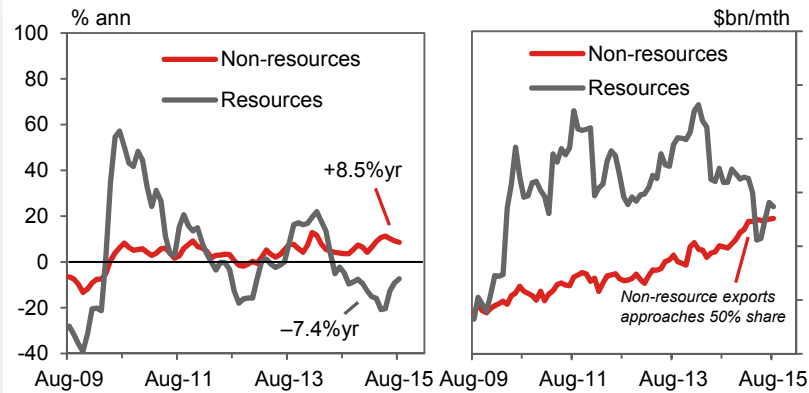 % ann
100
80
60
40
20
0
-20
-40
Non-resources
Resources
+8.5%yr
–7.4%yr
Aug-09
Aug-11
Aug-13
Aug-15
$bn/mth
Non-resources
Resources
Non-resource exports
approaches 50% share
Aug-09
Aug-11
Aug-13
Aug-15